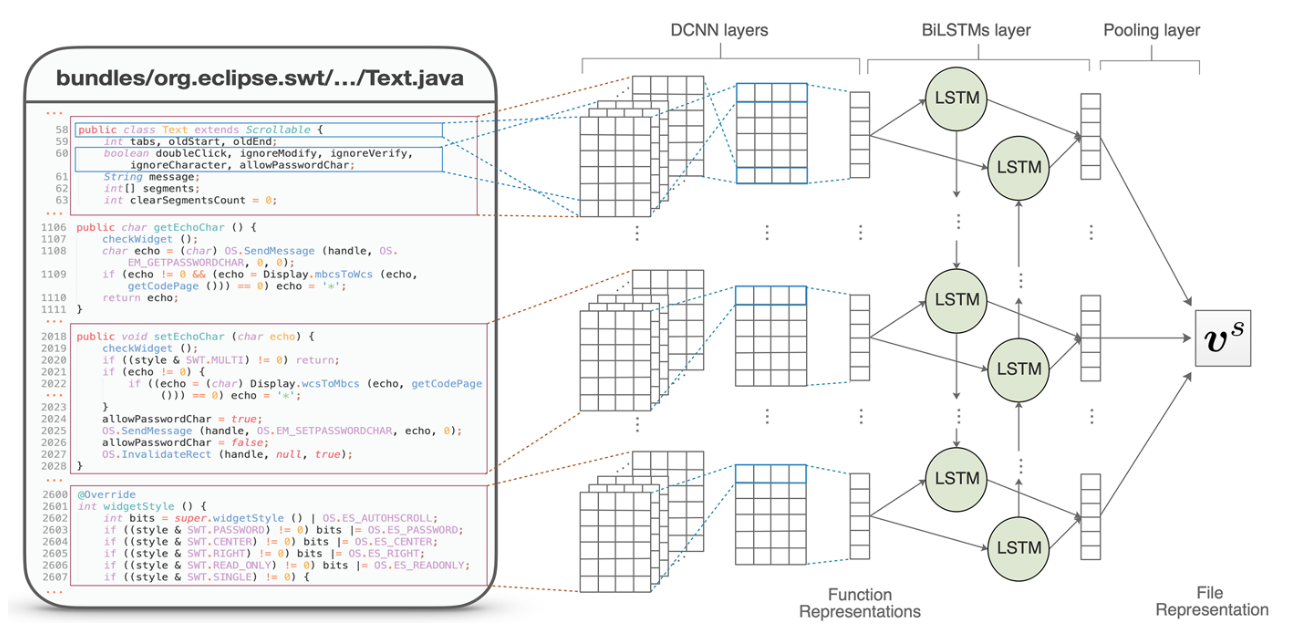 DCNN layers
BiLSTMs layer
Pooling layer
bundles/org.eclipse.swt/.../Text.java
...
58 public class Text extends Scrollable {
59 int tabs, oldStart, oldEnd;
60 boolean doubleClick, ignoreModify, ignoreVerify,
ignoreCharacter, allowPasswordChar;
61 String message;
62 int[] segments;
63 int clearSegmentsCount = 0;
...
1106 public char getEchoChar () {
1107 checkWidget ();
1108 char echo = (char) OS.SendMessage (handle, OS.
EM_GETPASSWORDCHAR, 0, 0);
1109 if (echo != 0 && (echo = Display.mbcsToWcs (echo,
getCodePage ())) == 0) echo = '*';
1110 return echo;
1111 }
...
2018 public void setEchoChar (char echo) {
2019 checkWidget ();
2020 if ((style & SWT.MULTI) != 0) return;
2021 if (echo != 0) {
2022 if ((echo = (char) Display.wcsToMbcs (echo, getCodePage
... ())) == 0) echo = '*';
2023 }
2024 allowPasswordChar = true;
2025 OS.SendMessage (handle, OS.EM_SETPASSWORDCHAR, echo, 0);
2026 allowPasswordChar = false;
2027 OS.InvalidateRect (handle, null, true);
2028 }
...
2600 @Override
2601 int widgetStyle () {
2602 int bits = super.widgetStyle () | OS.ES_AUTOHSCROLL;
2603 if ((style & SWT.PASSWORD) != 0) bits |= OS.ES_PASSWORD;
2604 if ((style & SWT.CENTER) != 0) bits |= OS.ES_CENTER;
2605 if ((style & SWT.RIGHT) != 0) bits |= OS.ES_RIGHT;
2606 if ((style & SWT.READ_ONLY) != 0) bits |= OS.ES_READONLY;
2607 if ((style & SWT.SINGLE) != 0) {
...
LSTM
LSTM
LSTM
LSTM
LSTM
LSTM
v^s
Function
Representations
File
Representation